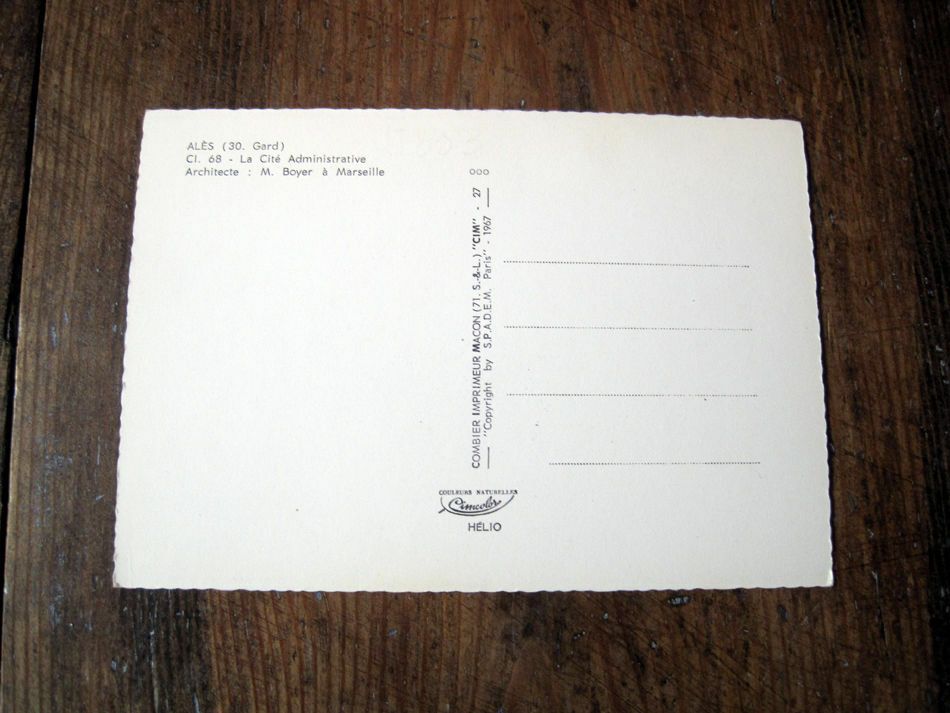 ALÈS (30. Gard)
Cl. 68 - La Cité Administrative
Architecte : M. Boyer à Marseille
COMBIER IMPRIMEUR MACON (71. S.-&-L.) "CIM" - 27
"Copyright by S.P.A.D.E.M. Paris" - 1967
COULEURS NATURELLES
Cimcolor
HÉLIO